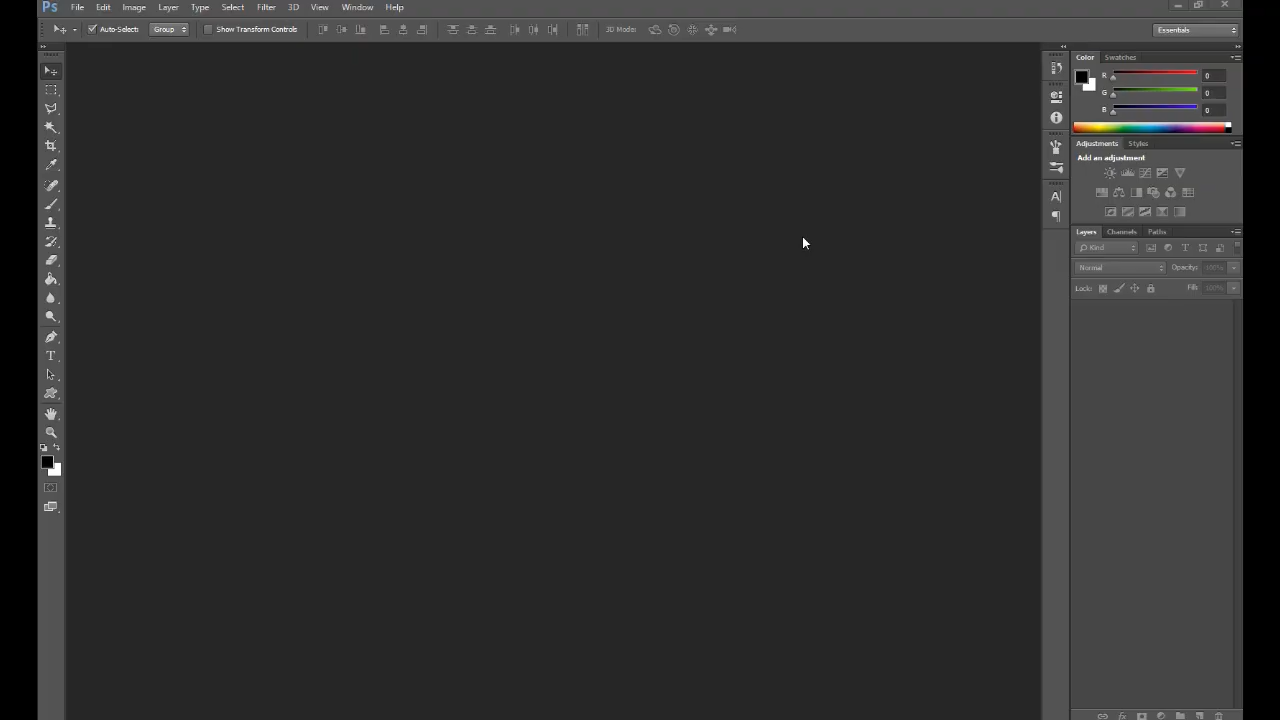 Ps File Edit Image Layer Type Select Filter 3D View Window Help
Auto-Select: Group Show Transform Controls 3D Mode: Essentials
Color Swatches
R 0
G 0
B 0
Adjustments Styles
Add an adjustment
Layers Channels Paths
Kind
Normal Opacity: 100%
Lock: Fill: 100%